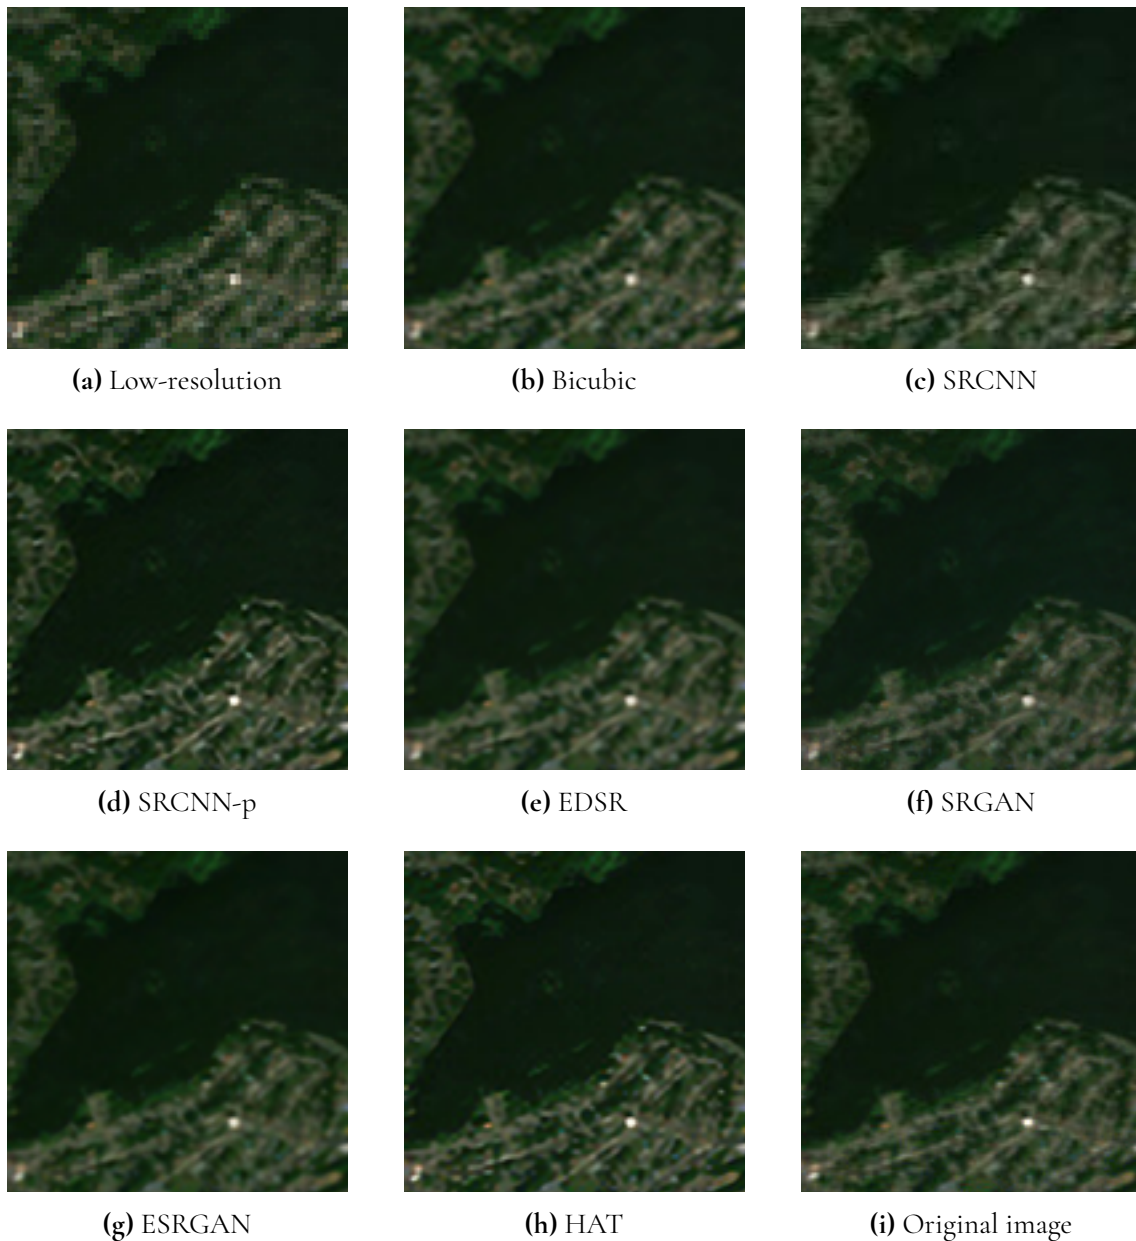 (a) Low-resolution
(b) Bicubic
(c) SRCNN
(d) SRCNN-p
(e) EDSR
(f) SRGAN
(g) ESRGAN
(h) HAT
(i) Original image